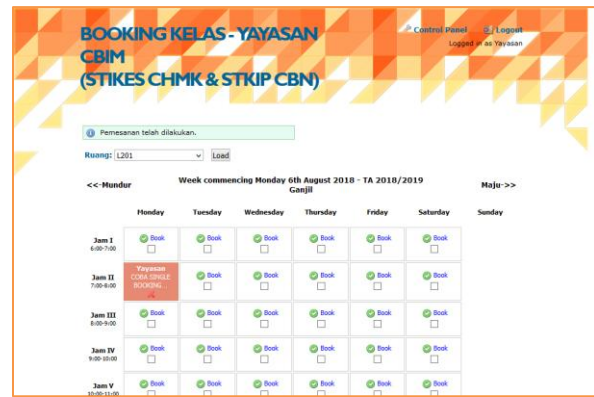 BOOKING KELAS - YAYASAN
CBIM
(STIKES CHMK & STKIP CBN)
Control Panel Logout
Logged in as Yayasan
Pemesanan telah dilakukan.
Ruang: L201 Load
<<-Mundur Week commencing Monday 6th August 2018 - TA 2018/2019 Maju->>
Ganjil
Monday Tuesday Wednesday Thursday Friday Saturday Sunday
Jam I Book Book Book Book Book Book
6:00-7:00
Yayasan
Jam II COBA SINGLE Book Book Book Book Book
7:00-8:00 BOOKING...
Jam III Book Book Book Book Book Book
8:00-9:00
Jam IV Book Book Book Book Book Book
9:00-10:00
Jam V Book Book Book Book Book Book
10:00-11:00